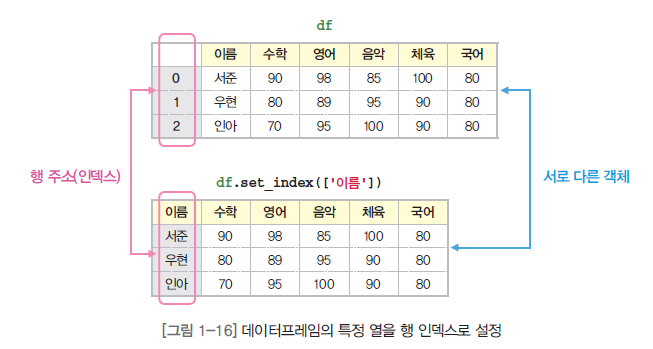 df
이름 수학 영어 음악 체육 국어
0 서준 90 98 85 100 80
1 우현 80 89 95 90 80
2 인아 70 95 100 90 80
행 주소(인덱스)
서로 다른 객체
df.set_index(['이름'])
이름 수학 영어 음악 체육 국어
서준 90 98 85 100 80
우현 80 89 95 90 80
인아 70 95 100 90 80
[그림 1-16] 데이터프레임의 특정 열을 행 인덱스로 설정